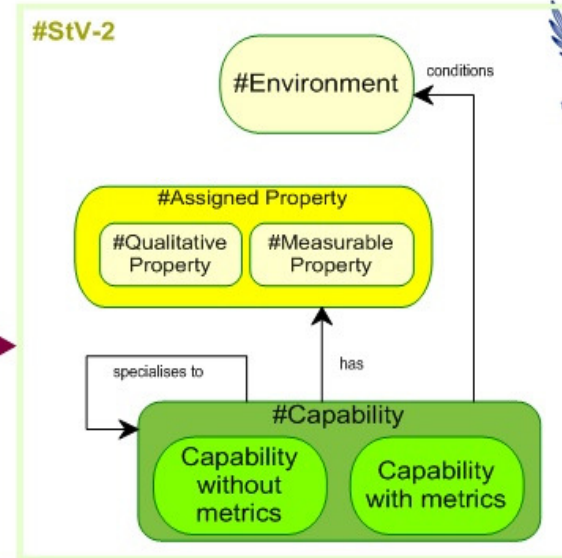 #StV-2
#Environment
conditions
#Assigned Property
#Qualitative
Property
#Measurable
Property
specialises to
has
#Capability
Capability
without
metrics
Capability
with metrics